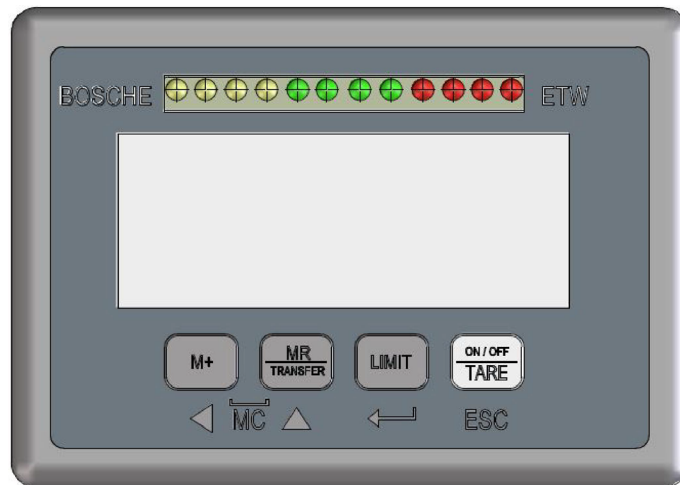 BOSCHE ETW
M+ MR LIMIT ON / OFF
TRANSFER TARE
MC ESC